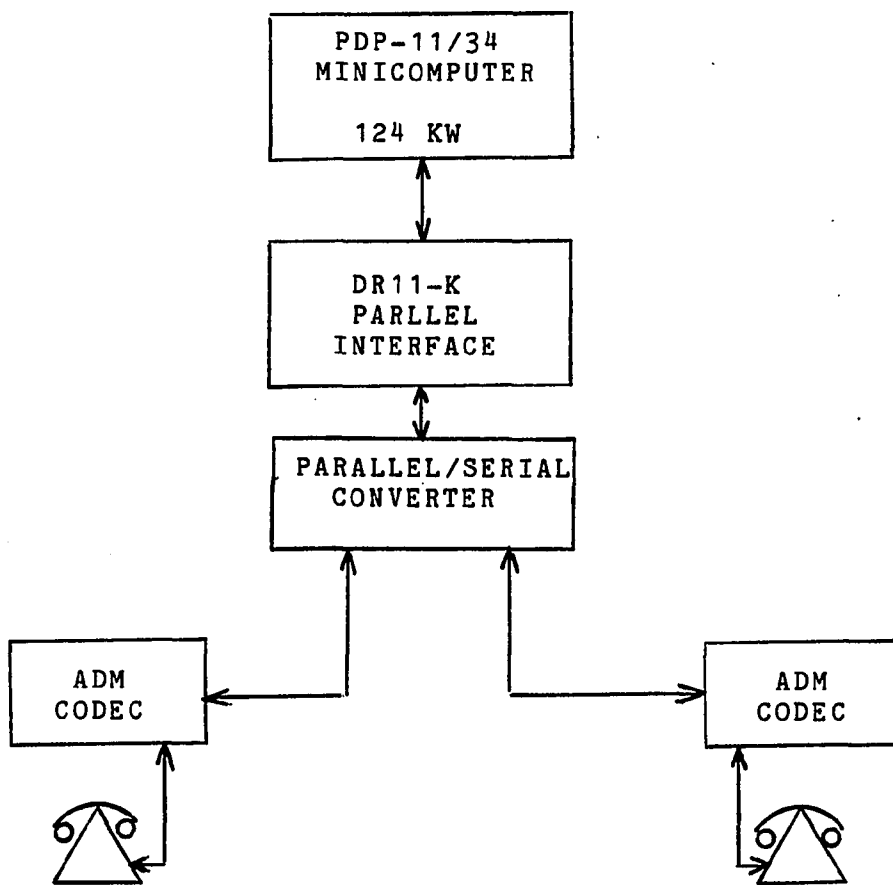 PDP-11/34
MINICOMPUTER
124 KW
DR11-K
PARLLEL
INTERFACE
PARALLEL/SERIAL
CONVERTER
ADM
CODEC
ADM
CODEC